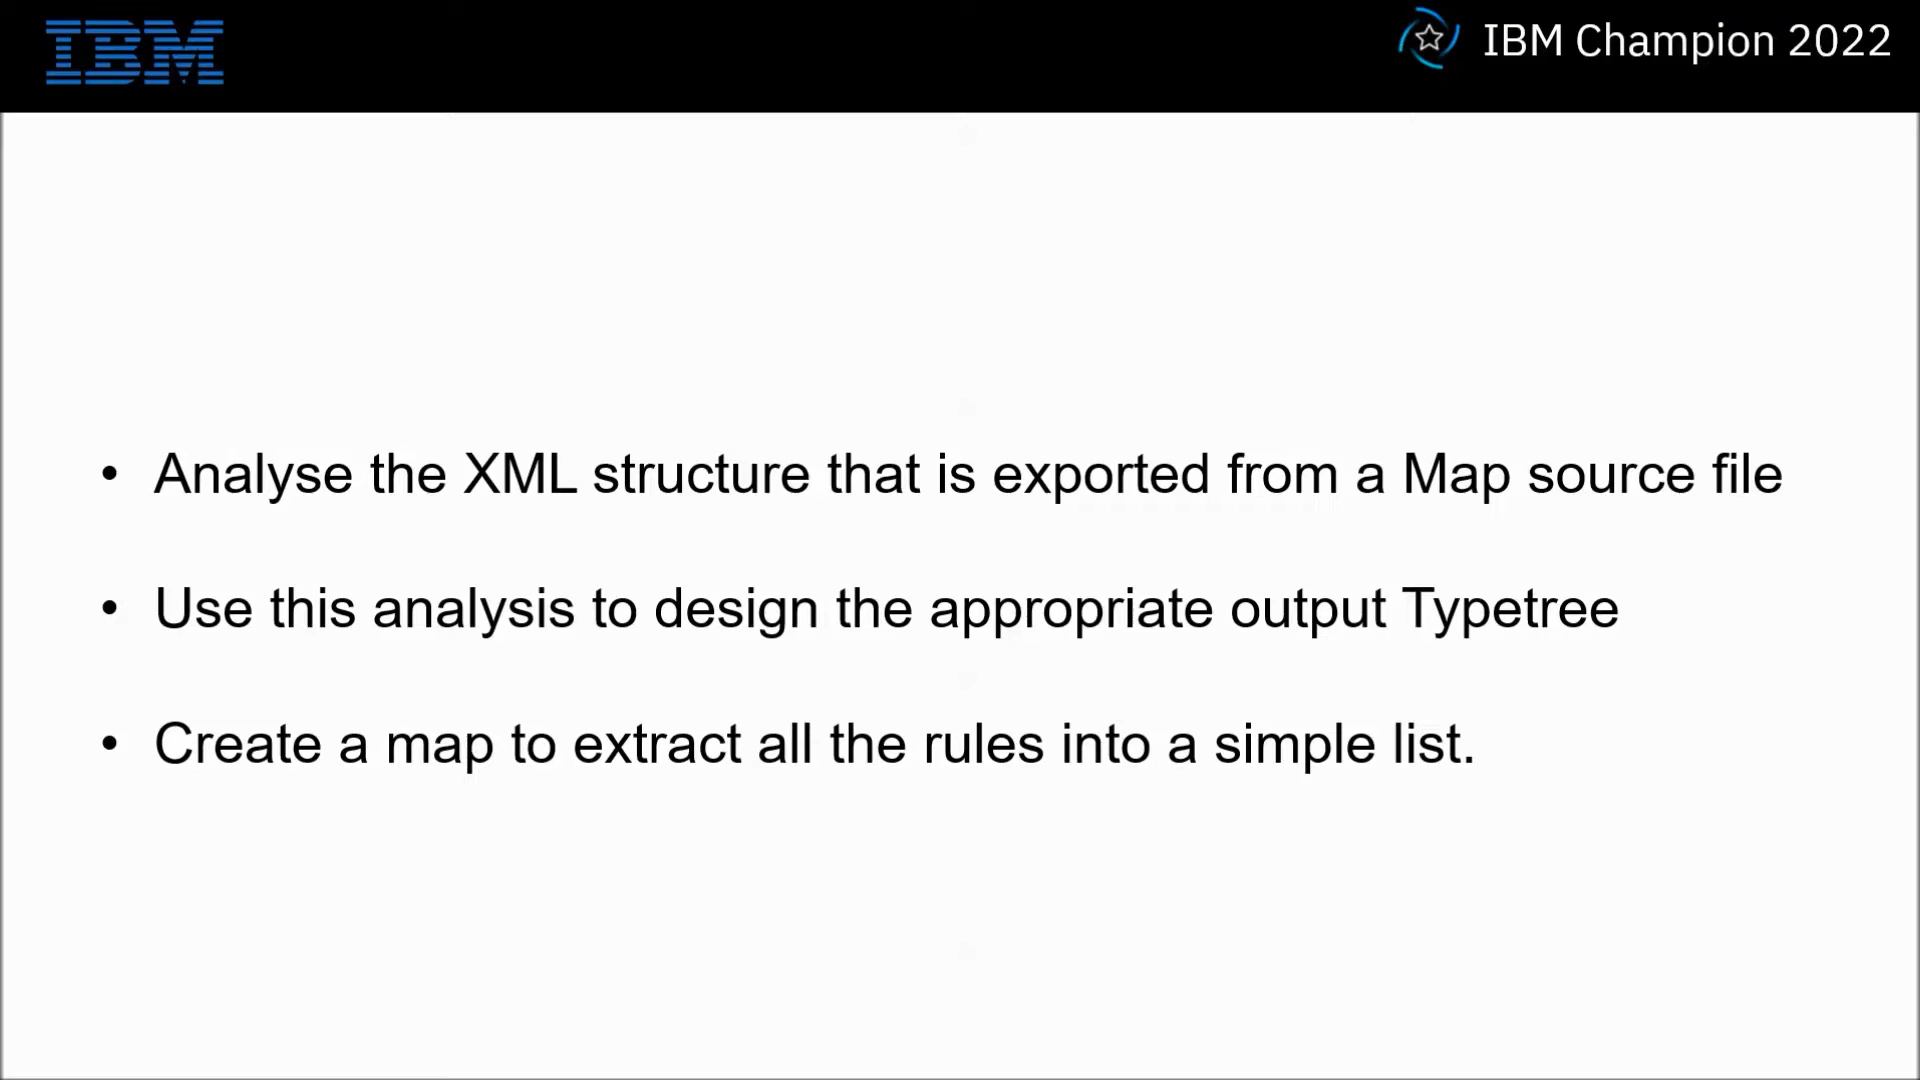 IBM
IBM Champion 2022
• Analyse the XML structure that is exported from a Map source file
• Use this analysis to design the appropriate output Typetree
• Create a map to extract all the rules into a simple list.